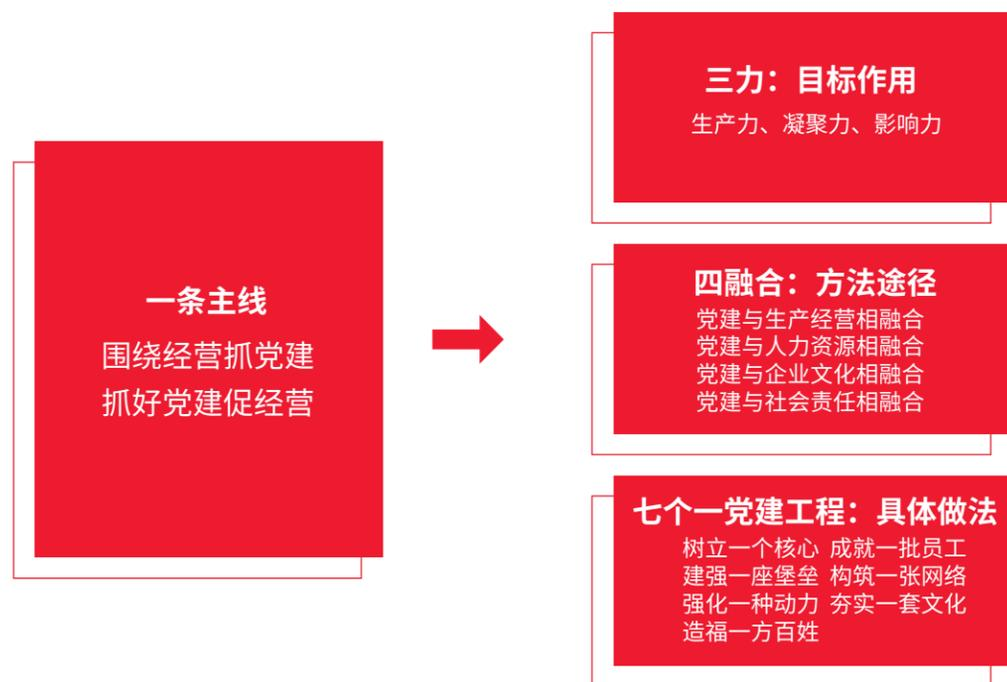 一条主线
围绕经营抓党建
抓好党建促经营
三力：目标作用
生产力、凝聚力、影响力
四融合：方法途径
党建与生产经营相融合
党建与人力资源相融合
党建与企业文化相融合
党建与社会责任相融合
七个一党建工程：具体做法
树立一个核心 成就一批员工
建强一座堡垒 构筑一张网络
强化一种动力 夯实一套文化
造福一方百姓